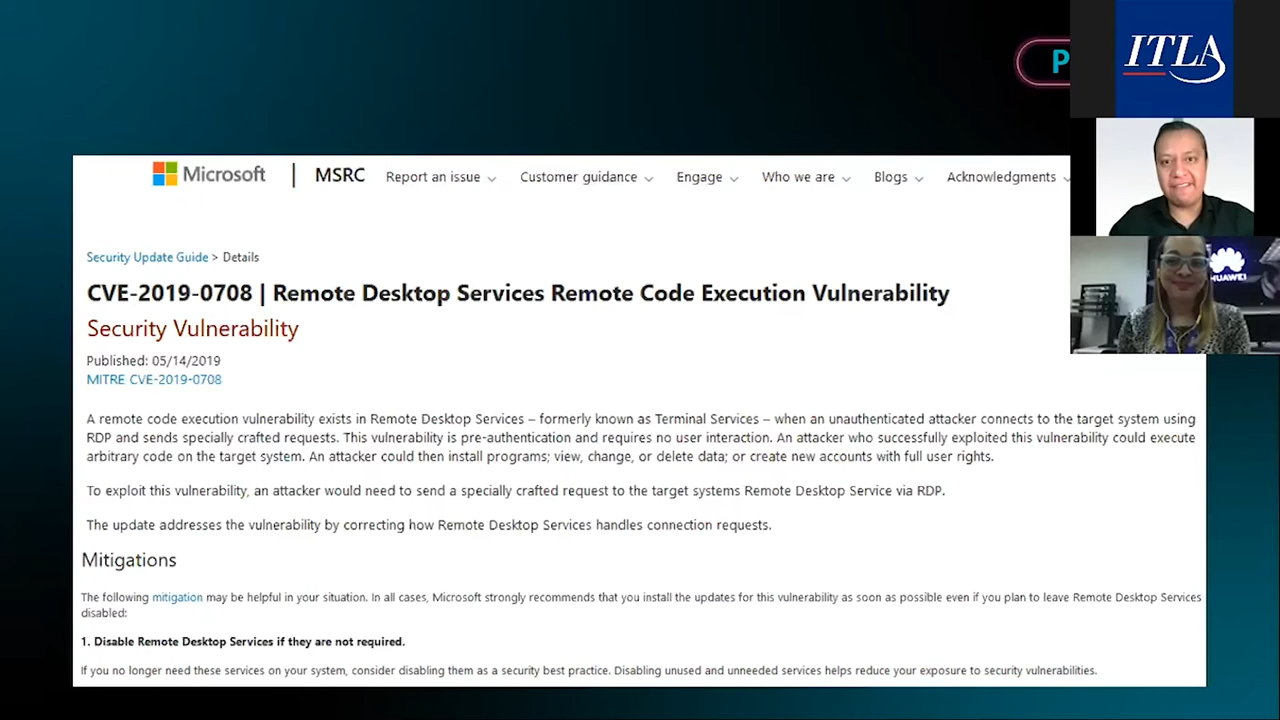 P
ITLA
Microsoft | MSRC Report an issue Customer guidance Engage Who we are Blogs Acknowledgments
HUAWEI
Security Update Guide > Details
CVE-2019-0708 | Remote Desktop Services Remote Code Execution Vulnerability
Security Vulnerability
Published: 05/14/2019
MITRE CVE-2019-0708
A remote code execution vulnerability exists in Remote Desktop Services – formerly known as Terminal Services – when an unauthenticated attacker connects to the target system using
RDP and sends specially crafted requests. This vulnerability is pre-authentication and requires no user interaction. An attacker who successfully exploited this vulnerability could execute
arbitrary code on the target system. An attacker could then install programs; view, change, or delete data; or create new accounts with full user rights.
To exploit this vulnerability, an attacker would need to send a specially crafted request to the target systems Remote Desktop Service via RDP.
The update addresses the vulnerability by correcting how Remote Desktop Services handles connection requests.
Mitigations
The following mitigation may be helpful in your situation. In all cases, Microsoft strongly recommends that you install the updates for this vulnerability as soon as possible even if you plan to leave Remote Desktop Services
disabled:
1. Disable Remote Desktop Services if they are not required.
If you no longer need these services on your system, consider disabling them as a security best practice. Disabling unused and unneeded services helps reduce your exposure to security vulnerabilities.